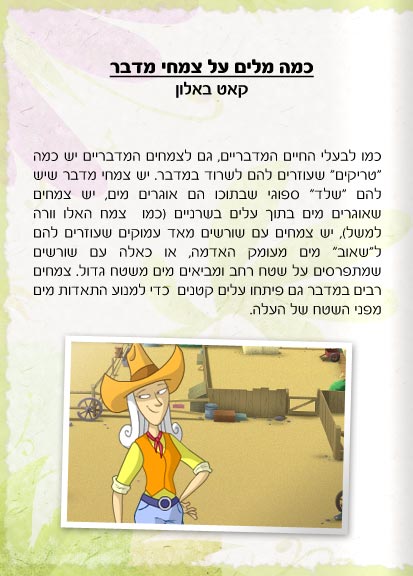 כמה מלים על צמחי מדבר
קאט באלון
כמו לבעלי החיים המדבריים, גם לצמחים המדבריים יש כמה
"טריקים" שעוזרים להם לשרוד במדבר. יש צמחי מדבר שיש
להם "שלד" ספוגי שבתוכו הם אוגרים מים, יש צמחים
שאוגרים מים בתוך עלים בשרניים (כמו צמח האלו וורה
למשל), יש צמחים עם שורשים מאד עמוקים שעוזרים להם
ל"שאוב" מים מעומק האדמה, או כאלה עם שורשים
שמתפרסים על שטח רחב ומביאים מים משטח גדול. צמחים
רבים במדבר גם פיתחו עלים קטנים כדי למנוע התאדות מים
מפני השטח של העלה.